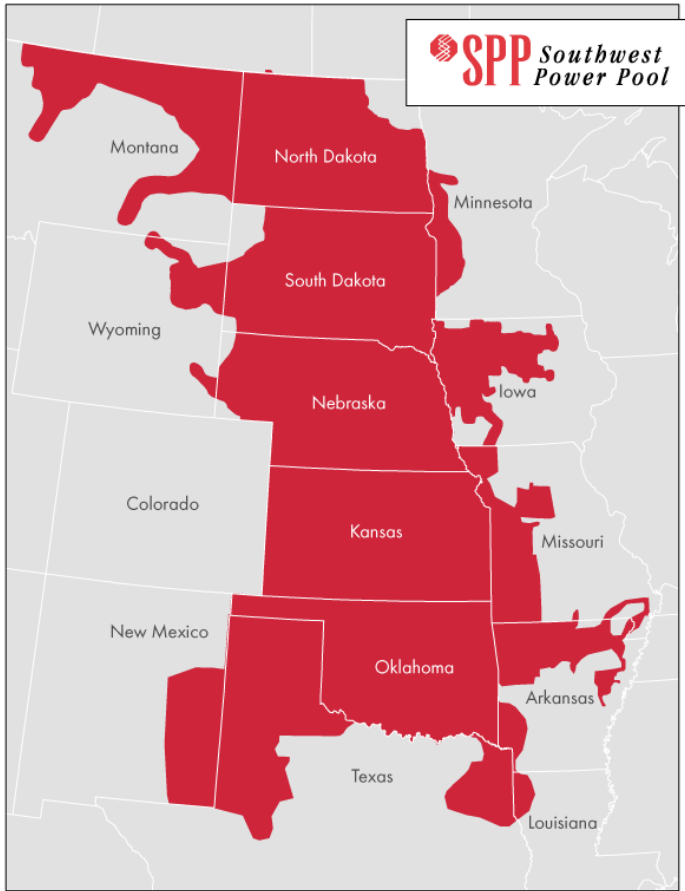 SPP Southwest
Power Pool
Montana
North Dakota
Minnesota
South Dakota
Wyoming
Iowa
Nebraska
Colorado
Kansas
Missouri
New Mexico
Oklahoma
Arkansas
Texas
Louisiana